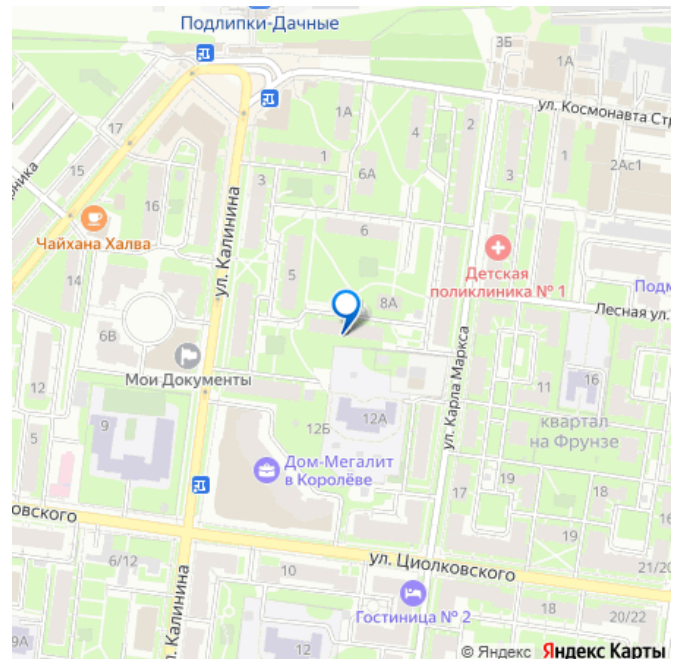 Подлипки-Дачные
3Б
1А
ул. Космонавта Стр
17
1А
4
2
1
2Ас1
15
1
6А
3
3
рника
16
ул. Калинина
6
Чайхана Халва
Детская
поликлиника № 1
5
14
8А
Подм
Лесная ул.
6В
Мои Документы
ул. Карла Маркса
12
11
16
12А
9
12Б
квартал
на Фрунзе
5
Дом-Мегалит
в Королёве
19
17
18
16
овского
19
6/12
ул. Циолковского
21/20
10
Гостиница № 2
18
20/22
ул. Калинина
9А
12
© Яндекс Яндекс Карты